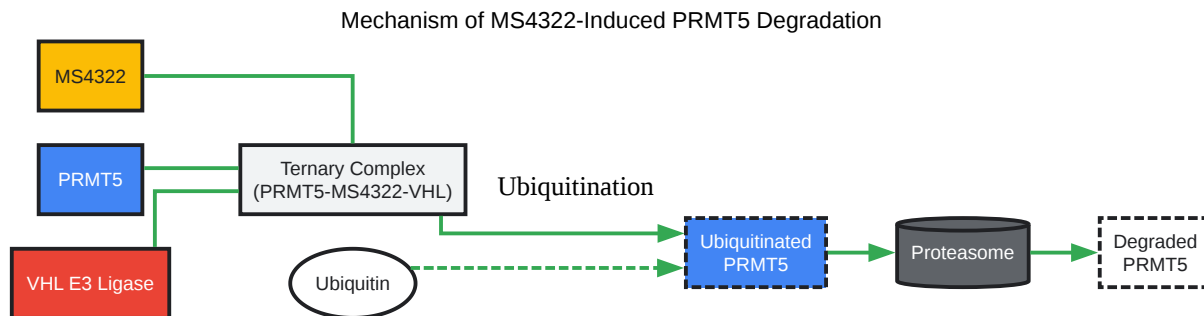 Mechanism of MS4322-Induced PRMT5 Degradation
MS4322
PRMT5
VHL E3 Ligase
Ternary Complex
(PRMT5-MS4322-VHL)
Ubiquitination
Ubiquitin
Ubiquitinated
PRMT5
Proteasome
Degraded
PRMT5